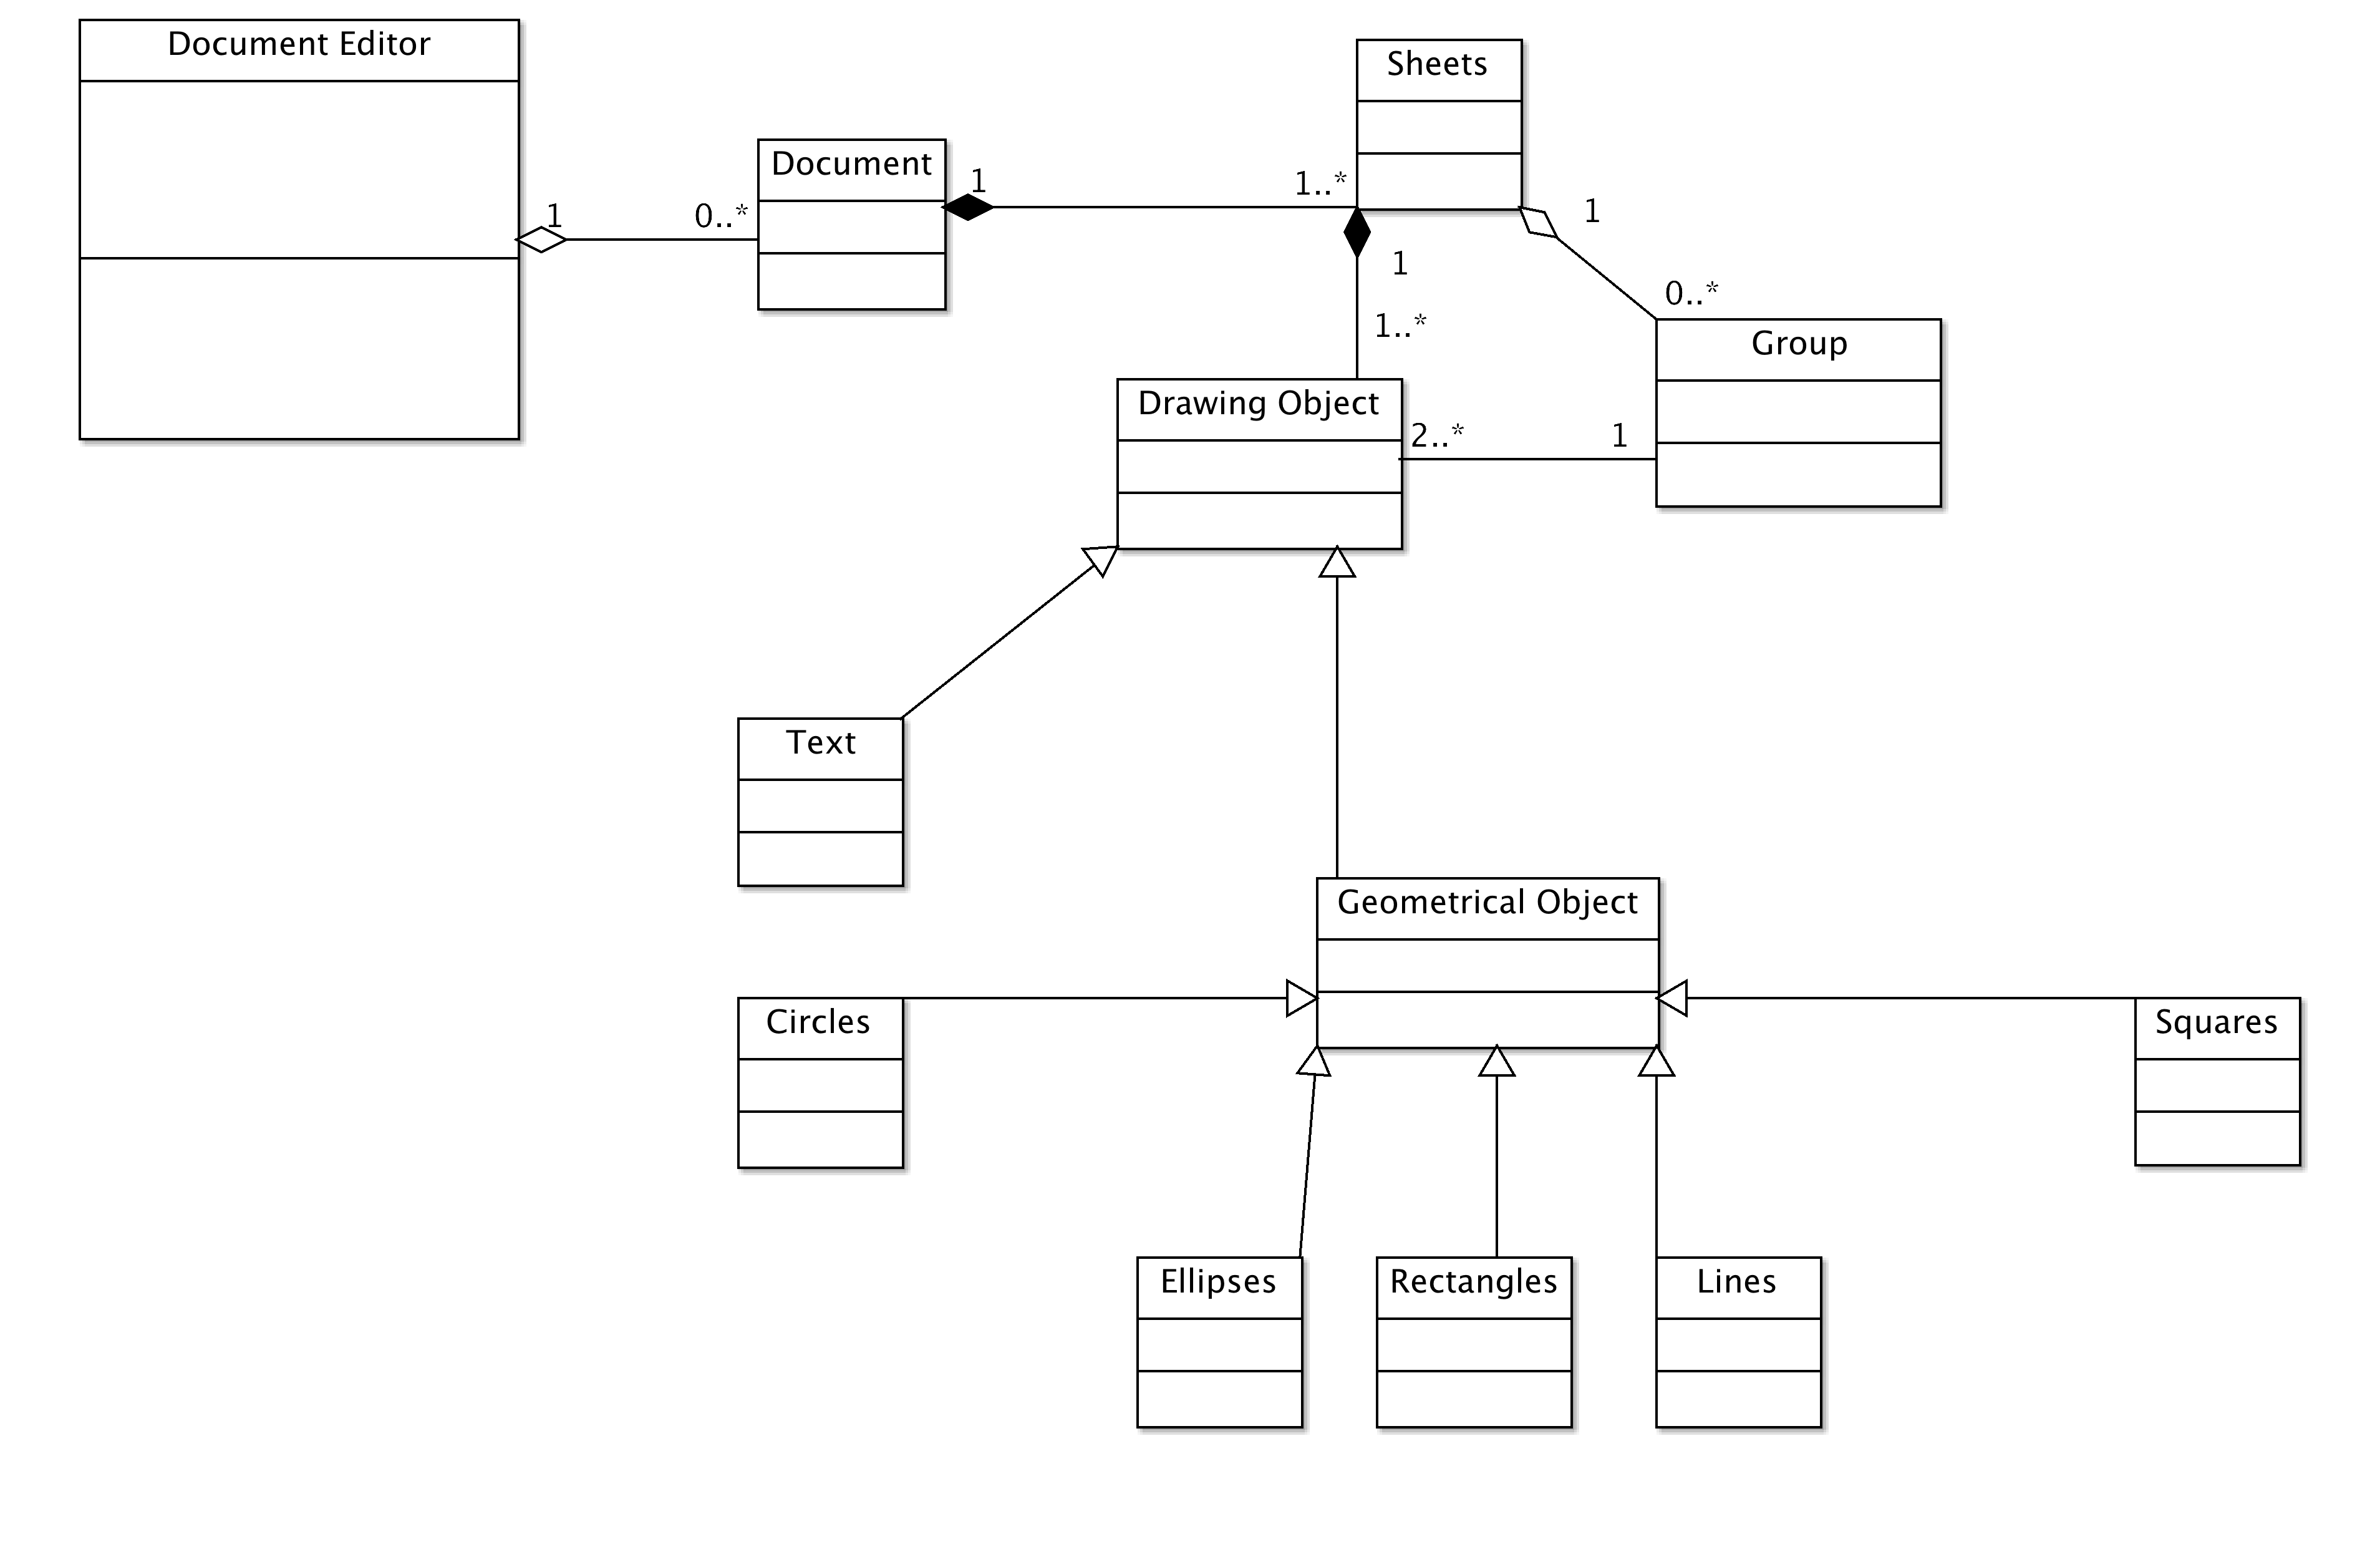 Document Editor
Sheets
Document
1
1..*
1
0..*
1
1
0..*
1..*
Group
Drawing Object
2..*
1
Text
Geometrical Object
Circles
Squares
Ellipses
Rectangles
Lines